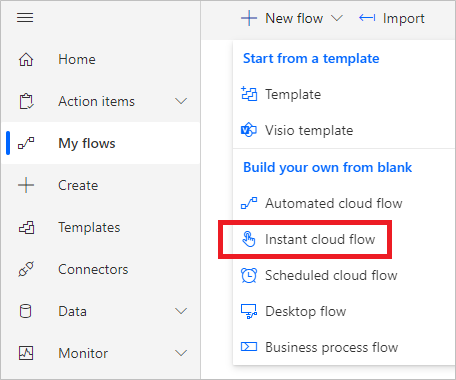 New flow
Import
Home
Action items
My flows
Create
Templates
Connectors
Data
Monitor
Start from a template
Template
Visio template
Build your own from blank
Automated cloud flow
Instant cloud flow
Scheduled cloud flow
Desktop flow
Business process flow